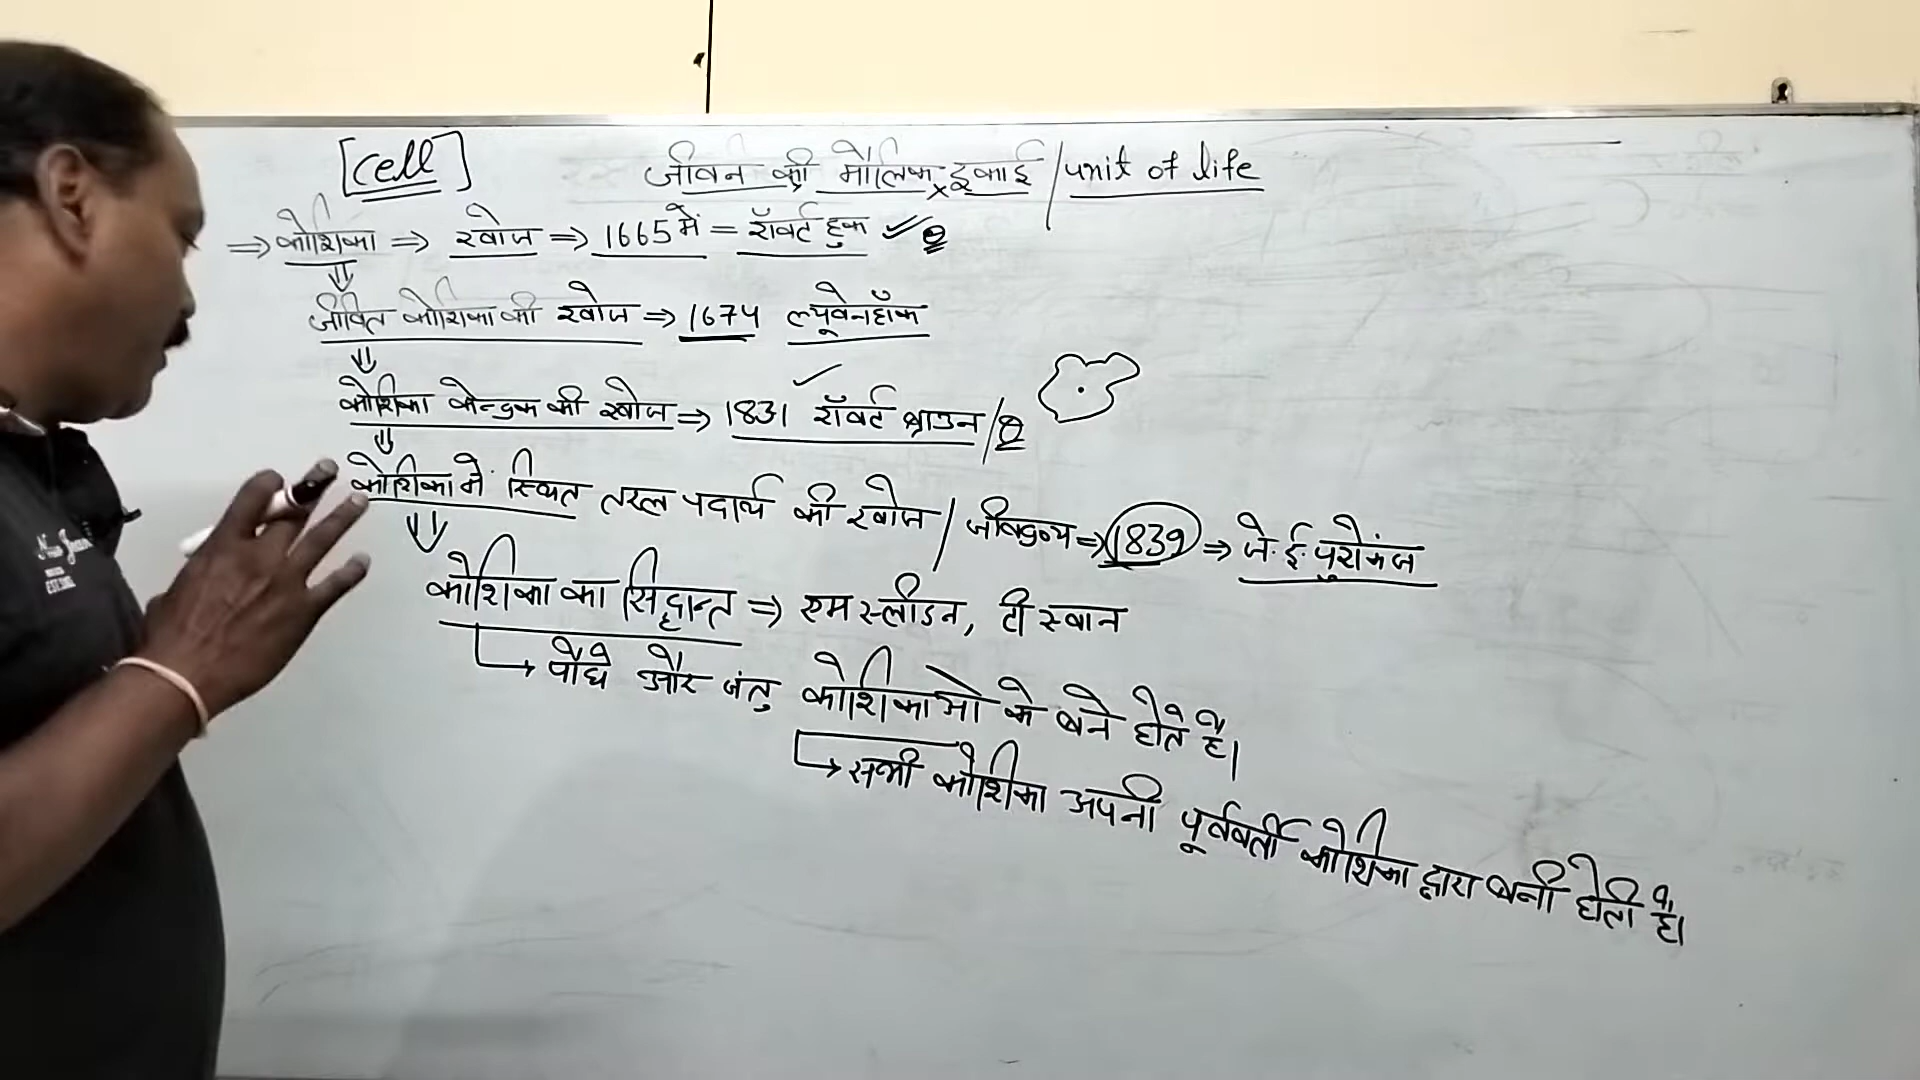 [cell] जीवन की मौलिक इकाई / unit of life
⇒ कोशिका ⇒ खोज ⇒ 1665 में = रॉबर्ट हुक
जीवित कोशिका की खोज ⇒ 1674 ल्यूवेनहॉक
कोशिका केन्द्रक की खोज ⇒ 1831 रॉबर्ट ब्राउन /
कोशिका में स्थित तरल पदार्थ की खोज / जीवद्रव्य ⇒ 1839 ⇒ जे. ई. पुरोकंज
कोशिका का सिद्धान्त ⇒ एम स्लीडन, टी स्वान
पौधे और जंतु कोशिकाओ के बने होते है।
सभी कोशिका अपनी पूर्ववर्ती कोशिका द्वारा बनी होती है।